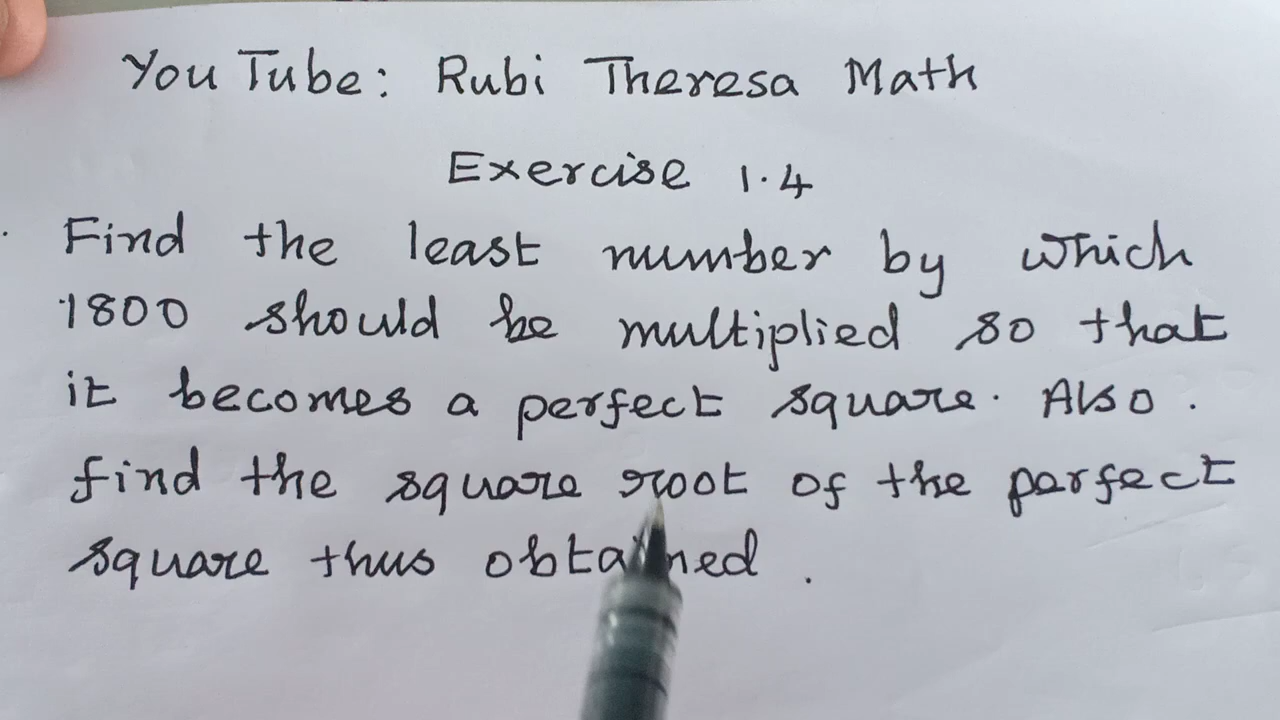 YouTube: Rubi Theresa Math
Exercise 1.4
Find the least number by which
1800 should be multiplied so that
it becomes a perfect square. Also.
find the square root of the perfect
square thus obtained.